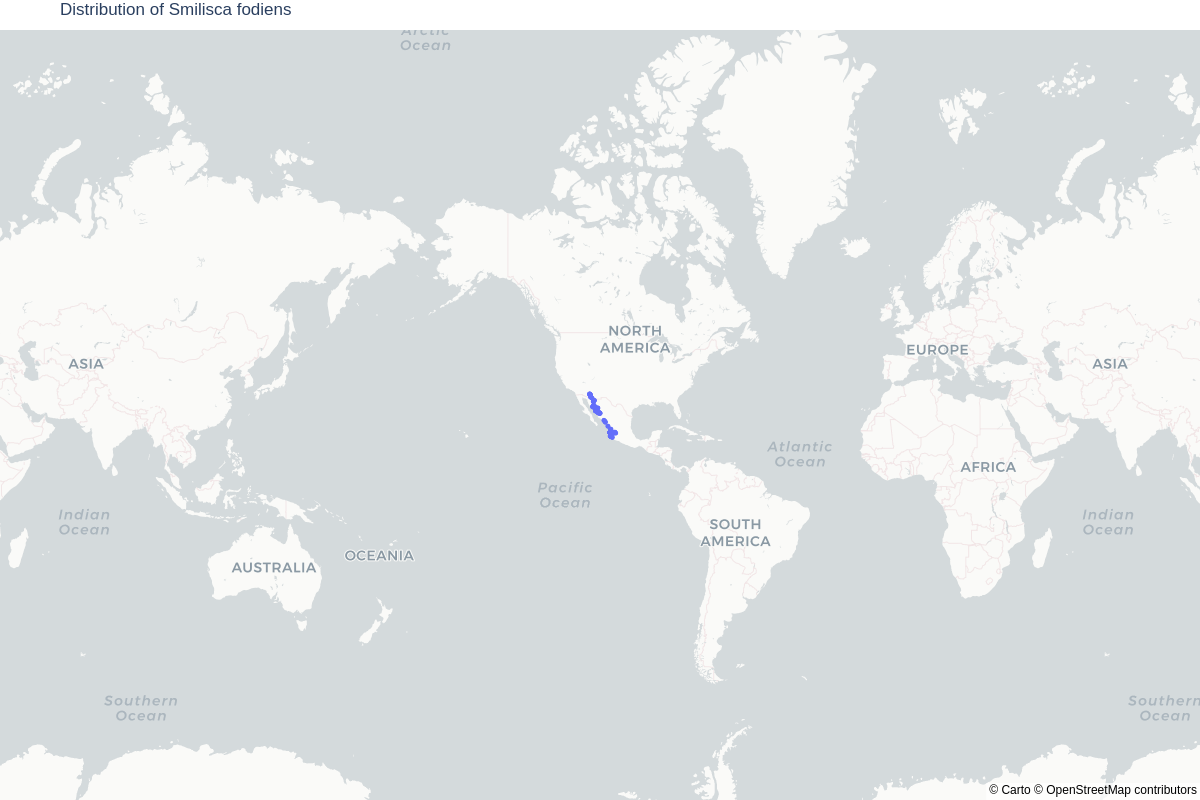 Distribution of Smilisca fodiens
Arctic
Ocean
NORTH
AMERICA
ASIA
EUROPE
ASIA
Atlantic
Ocean
AFRICA
Pacific
Ocean
Indian
Ocean
Indian
Ocean
SOUTH
AMERICA
OCEANIA
AUSTRALIA
Southern
Ocean
Southern
Ocean
© Carto © OpenStreetMap contributors